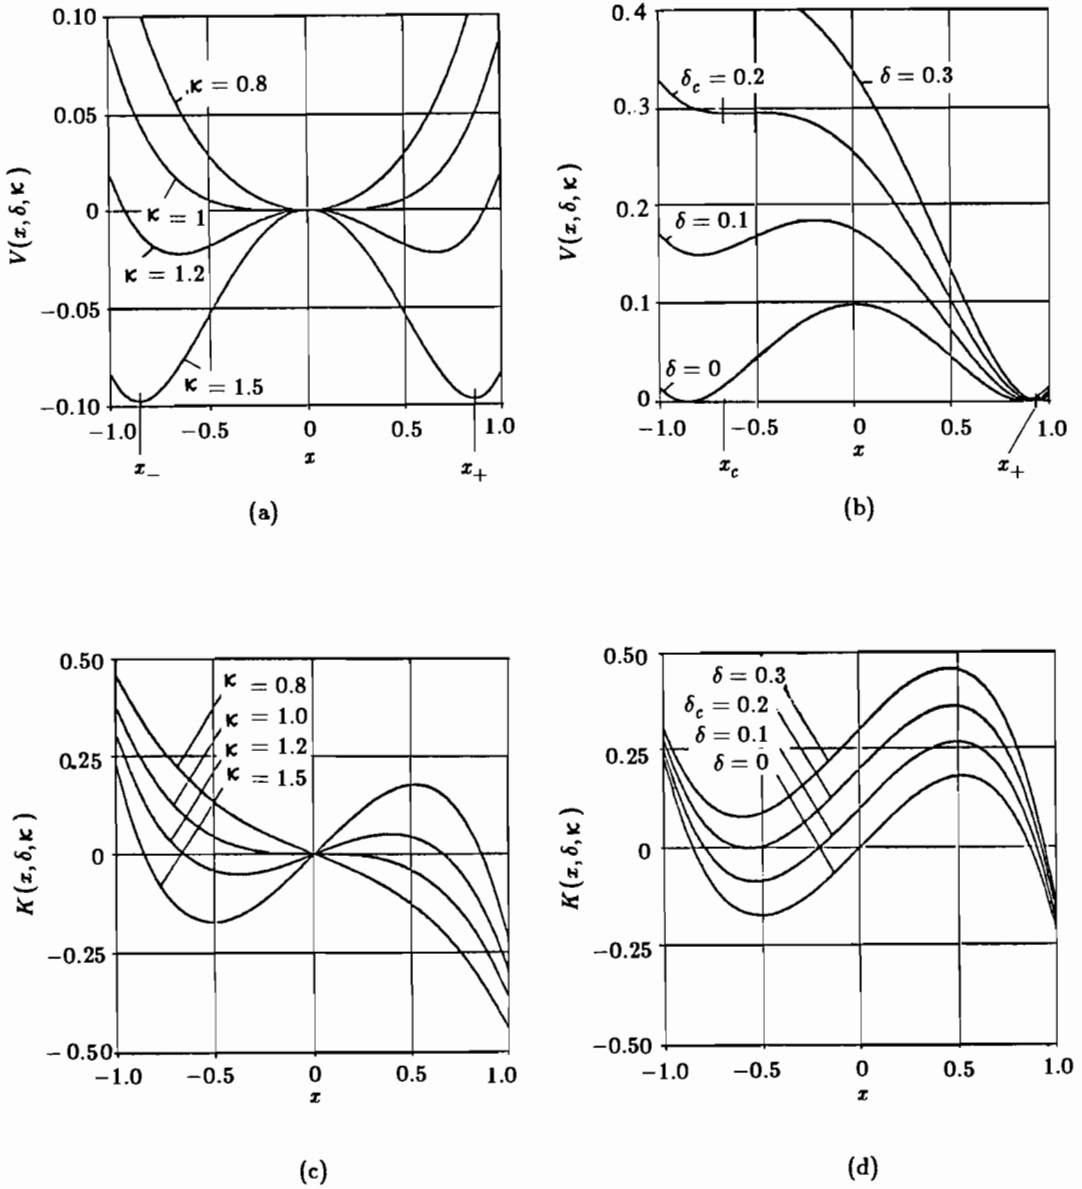 0.10
0.05
0
−0.05
−0.10
V(x, δ, κ)
κ = 0.8
κ = 1
κ = 1.2
κ = 1.5
−1.0 −0.5 0 0.5 1.0
x₋ x x₊
(a)
0.4
0.3
0.2
0.1
0
V(x, δ, κ)
δc = 0.2
δ = 0.3
δ = 0.1
δ = 0
−1.0 −0.5 0 0.5 1.0
xc x x₊
(b)
0.50
0.25
0
−0.25
−0.50
K(x, δ, κ)
κ = 0.8
κ = 1.0
κ = 1.2
κ = 1.5
−1.0 −0.5 0 0.5 1.0
x
(c)
0.50
0.25
0
−0.25
−0.50
K(x, δ, κ)
δ = 0.3
δc = 0.2
δ = 0.1
δ = 0
−1.0 −0.5 0 0.5 1.0
x
(d)